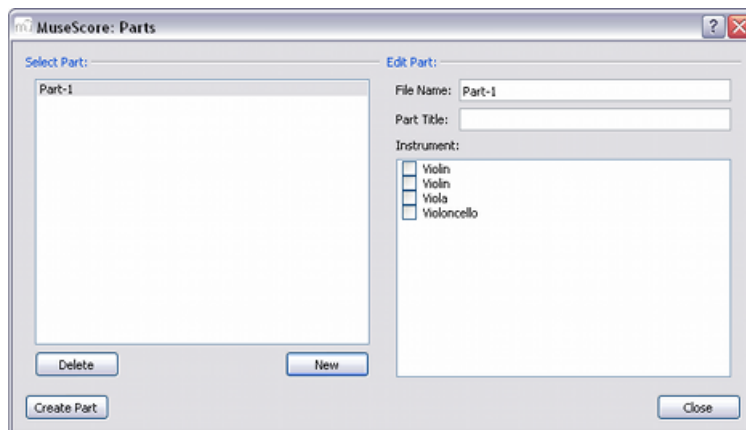 MuseScore: Parts
Select Part:
Part-1
Delete
New
Create Part
Edit Part:
File Name: Part-1
Part Title:
Instrument:
Violin
Violin
Viola
Violoncello
Close